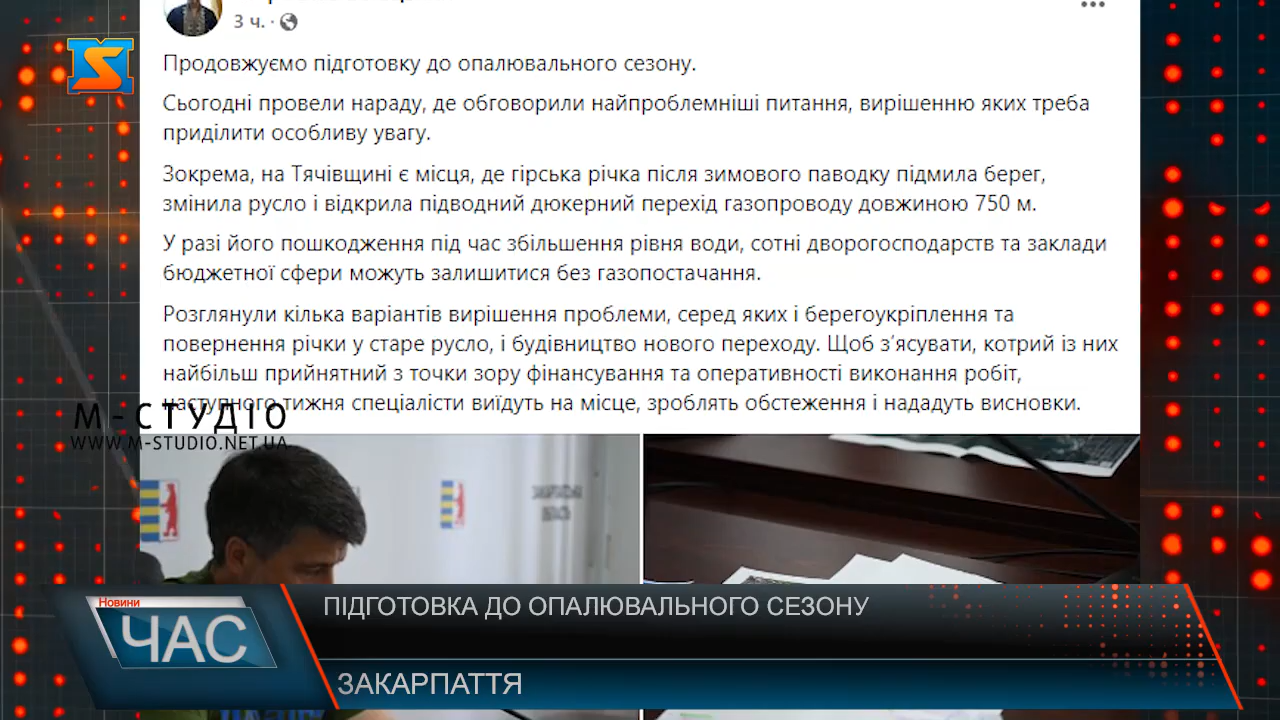 3 ч. ·
Продовжуємо підготовку до опалювального сезону.
Сьогодні провели нараду, де обговорили найпроблемніші питання, вирішенню яких треба
приділити особливу увагу.
Зокрема, на Тячівщині є місця, де гірська річка після зимового паводку підмила берег,
змінила русло і відкрила підводний дюкерний перехід газопроводу довжиною 750 м.
У разі його пошкодження під час збільшення рівня води, сотні дворогосподарств та заклади
бюджетної сфери можуть залишитися без газопостачання.
Розглянули кілька варіантів вирішення проблеми, серед яких і берегоукріплення та
повернення річки у старе русло, і будівництво нового переходу. Щоб з’ясувати, котрий із них
найбільш прийнятний з точки зору фінансування та оперативності виконання робіт,
наступного тижня спеціалісти виїдуть на місце, зроблять обстеження і нададуть висновки.
М-СТУДІО
WWW.M-STUDIO.NET.UA
Новини
ЧАС
ПІДГОТОВКА ДО ОПАЛЮВАЛЬНОГО СЕЗОНУ
ЗАКАРПАТТЯ